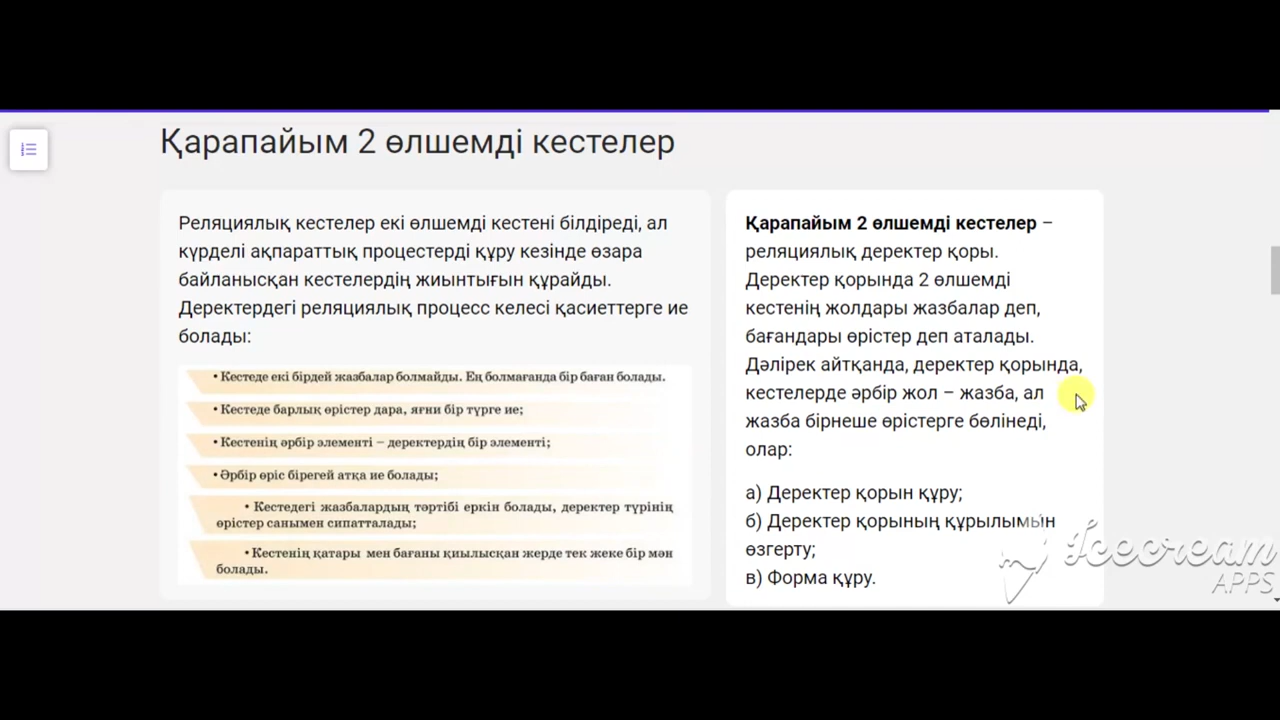 Қарапайым 2 өлшемді кестелер
Реляциялық кестелер екі өлшемді кестені білдіреді, ал
күрделі ақпараттық процестерді құру кезінде өзара
байланысқан кестелердің жиынтығын құрайды.
Деректердегі реляциялық процесс келесі қасиеттерге ие
болады:
• Кестеде екі бірдей жазбалар болмайды. Ең болмағанда бір баған болады.
• Кестеде барлық өрістер дара, яғни бір түрге ие;
• Кестенің әрбір элементі – деректердің бір элементі;
• Әрбір өріс бірегей атқа ие болады;
• Кестедегі жазбалардың тәртібі еркін болады, деректер түрінің
өрістер санымен сипатталады;
• Кестенің қатары мен бағаны қиылысқан жерде тек жеке бір мән
болады.
Қарапайым 2 өлшемді кестелер –
реляциялық деректер қоры.
Деректер қорында 2 өлшемді
кестенің жолдары жазбалар деп,
бағандары өрістер деп аталады.
Дәлірек айтқанда, деректер қорында,
кестелерде әрбір жол – жазба, ал
жазба бірнеше өрістерге бөлінеді,
олар:
а) Деректер қорын құру;
б) Деректер қорының құрылымын
өзгерту;
в) Форма құру.
Icecream
APPS